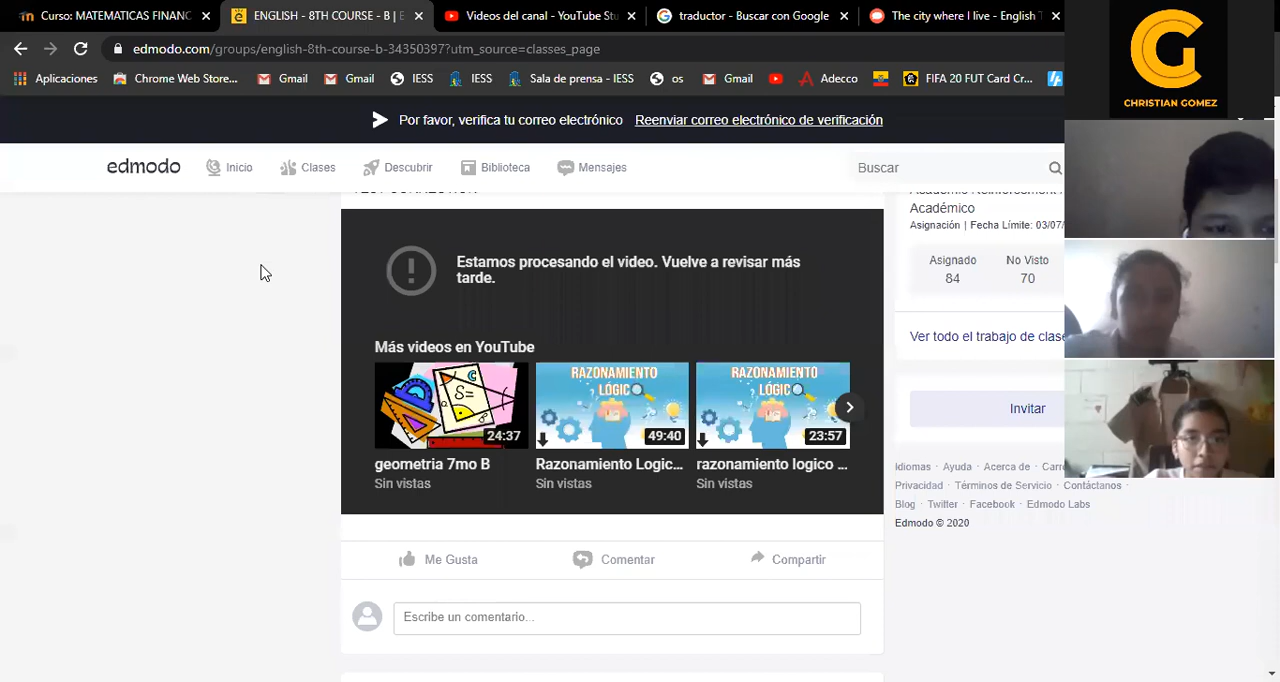 Curso: MATEMATICAS FINANC
ENGLISH - 8TH COURSE - B | E
Videos del canal - YouTube Stu
traductor - Buscar con Google
The city where I live - English T
edmodo.com/groups/english-8th-course-b-34350397?utm_source=classes_page
Aplicaciones
Chrome Web Store...
Gmail
Gmail
IESS
IESS
Sala de prensa - IESS
os
Gmail
Adecco
FIFA 20 FUT Card Cr...
CHRISTIAN GOMEZ
Por favor, verifica tu correo electrónico Reenviar correo electrónico de verificación
edmodo
Inicio
Clases
Descubrir
Biblioteca
Mensajes
Buscar
Académico
Asignación | Fecha Límite: 03/07/
Asignado
No Visto
84
70
Ver todo el trabajo de clase
Invitar
Estamos procesando el video. Vuelve a revisar más
tarde.
Más videos en YouTube
S=
24:37
RAZONAMIENTO
LÓGIC
49:40
RAZONAMIENTO
LÓGIC
23:57
geometria 7mo B
Sin vistas
Razonamiento Logic...
Sin vistas
razonamiento logico ...
Sin vistas
Me Gusta
Comentar
Compartir
Escribe un comentario...
Idiomas · Ayuda · Acerca de · Carr
Privacidad · Términos de Servicio · Contáctanos ·
Blog · Twitter · Facebook · Edmodo Labs
Edmodo © 2020